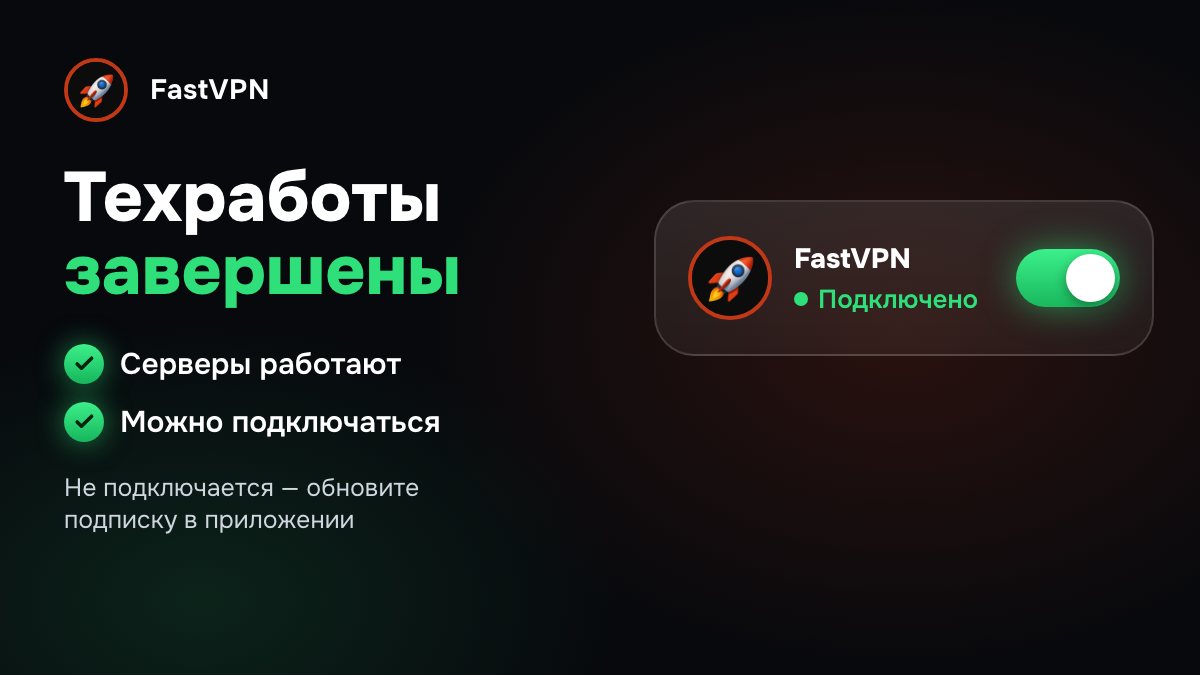 FastVPN
Техработы
завершены
Серверы работают
Можно подключаться
Не подключается — обновите
подписку в приложении
FastVPN
Подключено